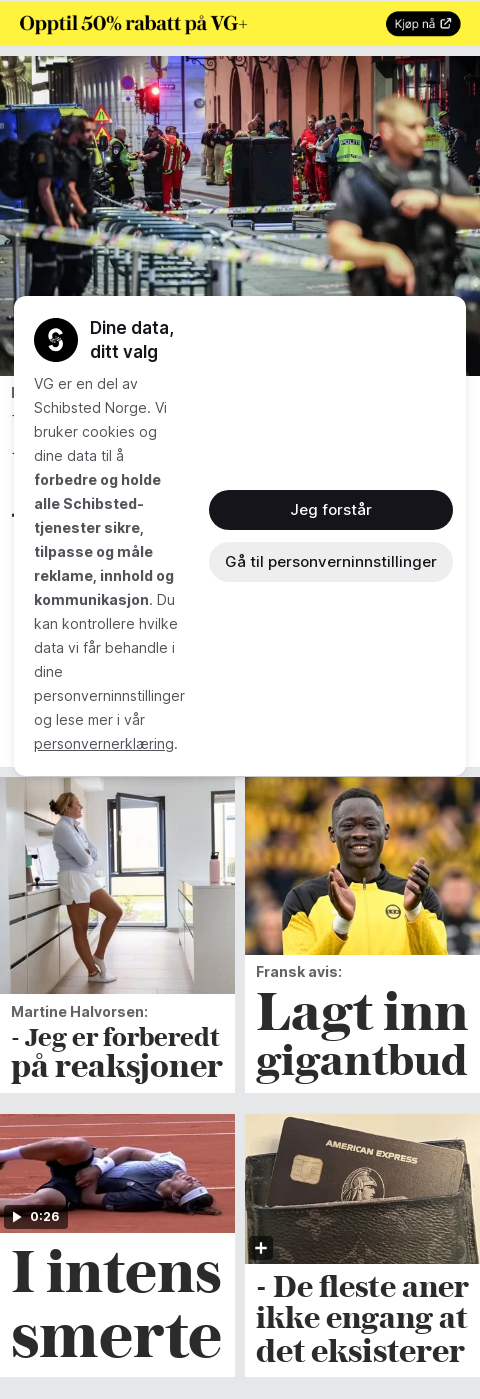 Opptil 50% rabatt på VG+
Kjøp nå
POLITI
Dine data,
ditt valg
VG er en del av
Schibsted Norge. Vi
bruker cookies og
dine data til å
forbedre og holde
alle Schibsted-
tjenester sikre,
tilpasse og måle
reklame, innhold og
kommunikasjon. Du
kan kontrollere hvilke
data vi får behandle i
dine
personverninnstillinger
og lese mer i vår
personvernerklæring.
Jeg forstår
Gå til personverninnstillinger
Martine Halvorsen:
- Jeg er forberedt
på reaksjoner
Fransk avis:
Lagt inn
gigantbud
0:26
I intens
smerte
AMERICAN EXPRESS
- De fleste aner
ikke engang at
det eksisterer